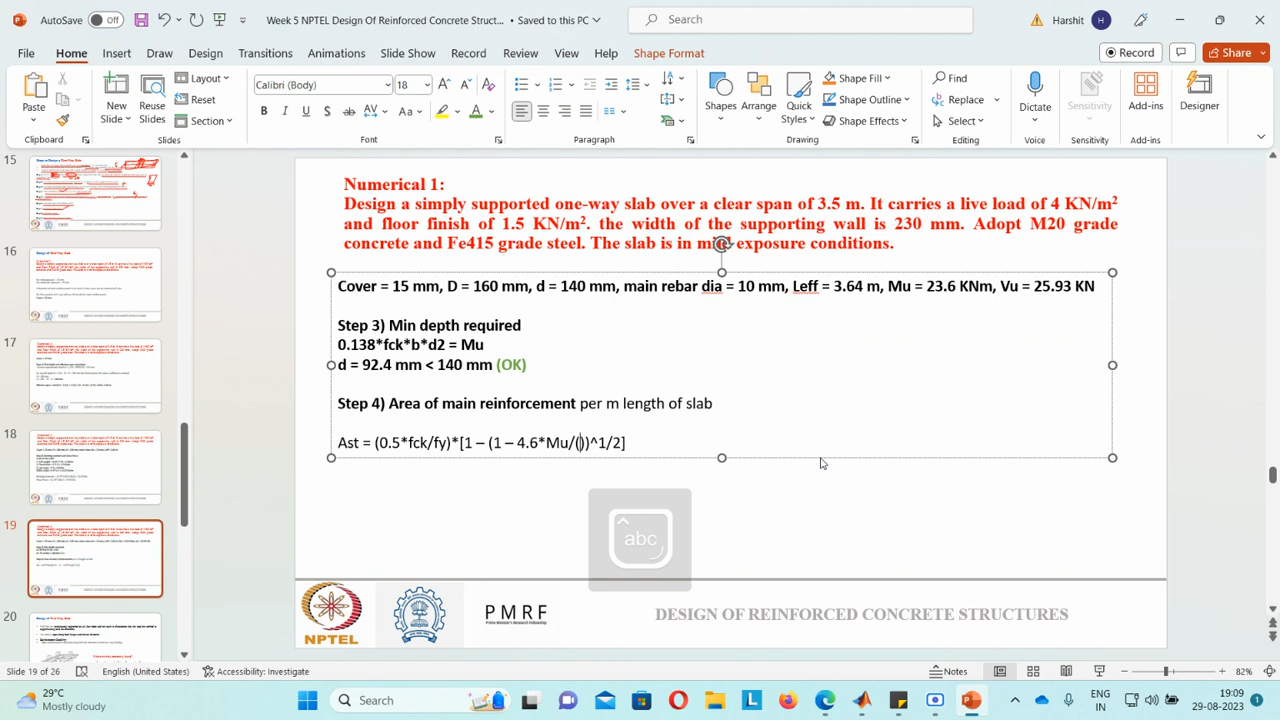 AutoSave Off Week 5 NPTEL Design Of Reinforced Concrete Struct... • Saved to this PC Search Harshit H
File Home Insert Draw Design Transitions Animations Slide Show Record Review View Help Shape Format Record Share
Paste New Slide Reuse Slides Layout Reset Section Calibri (Body) 18 Shapes Arrange Quick Styles Shape Fill Shape Outline Shape Effects Find Replace Select Dictate Sensitivity Add-ins Designer
Clipboard Slides Font Paragraph Drawing Editing Voice Sensitivity Add-ins
15
16
17
18
19
20
Numerical 1:
Design a simply supported one-way slab over a clear span of 3.5 m. It carries a live load of 4 KN/m²
and floor finish of 1.5 KN/m². the width of the supporting wall is 230 mm. Adopt M20 grade
concrete and Fe415 grade steel. The slab is in exposure conditions.
Cover = 15 mm, D = mm, d = 140 mm, main rebar dia = 10 mm, Leff = 3.64 m, Mu = 23.6 KNm, Vu = 25.93 KN
Step 3) Min depth required
0.138*fck*b*d2 = Mu
d = 92.4 mm < 140 mm (OK)
Step 4) Area of main reinforcement per m length of slab
Ast = (0.5*fck/fy)*[1 – (1- 4.6*Mu/())^1/2]
abc
NPTEL
PMRF
DESIGN OF REINFORCED CONCRETE STRUCTURES
Slide 19 of 26 English (United States) Accessibility: Investigate Notes 82%
29°C
Mostly cloudy
Search
ENG
IN
19:09
29-08-2023